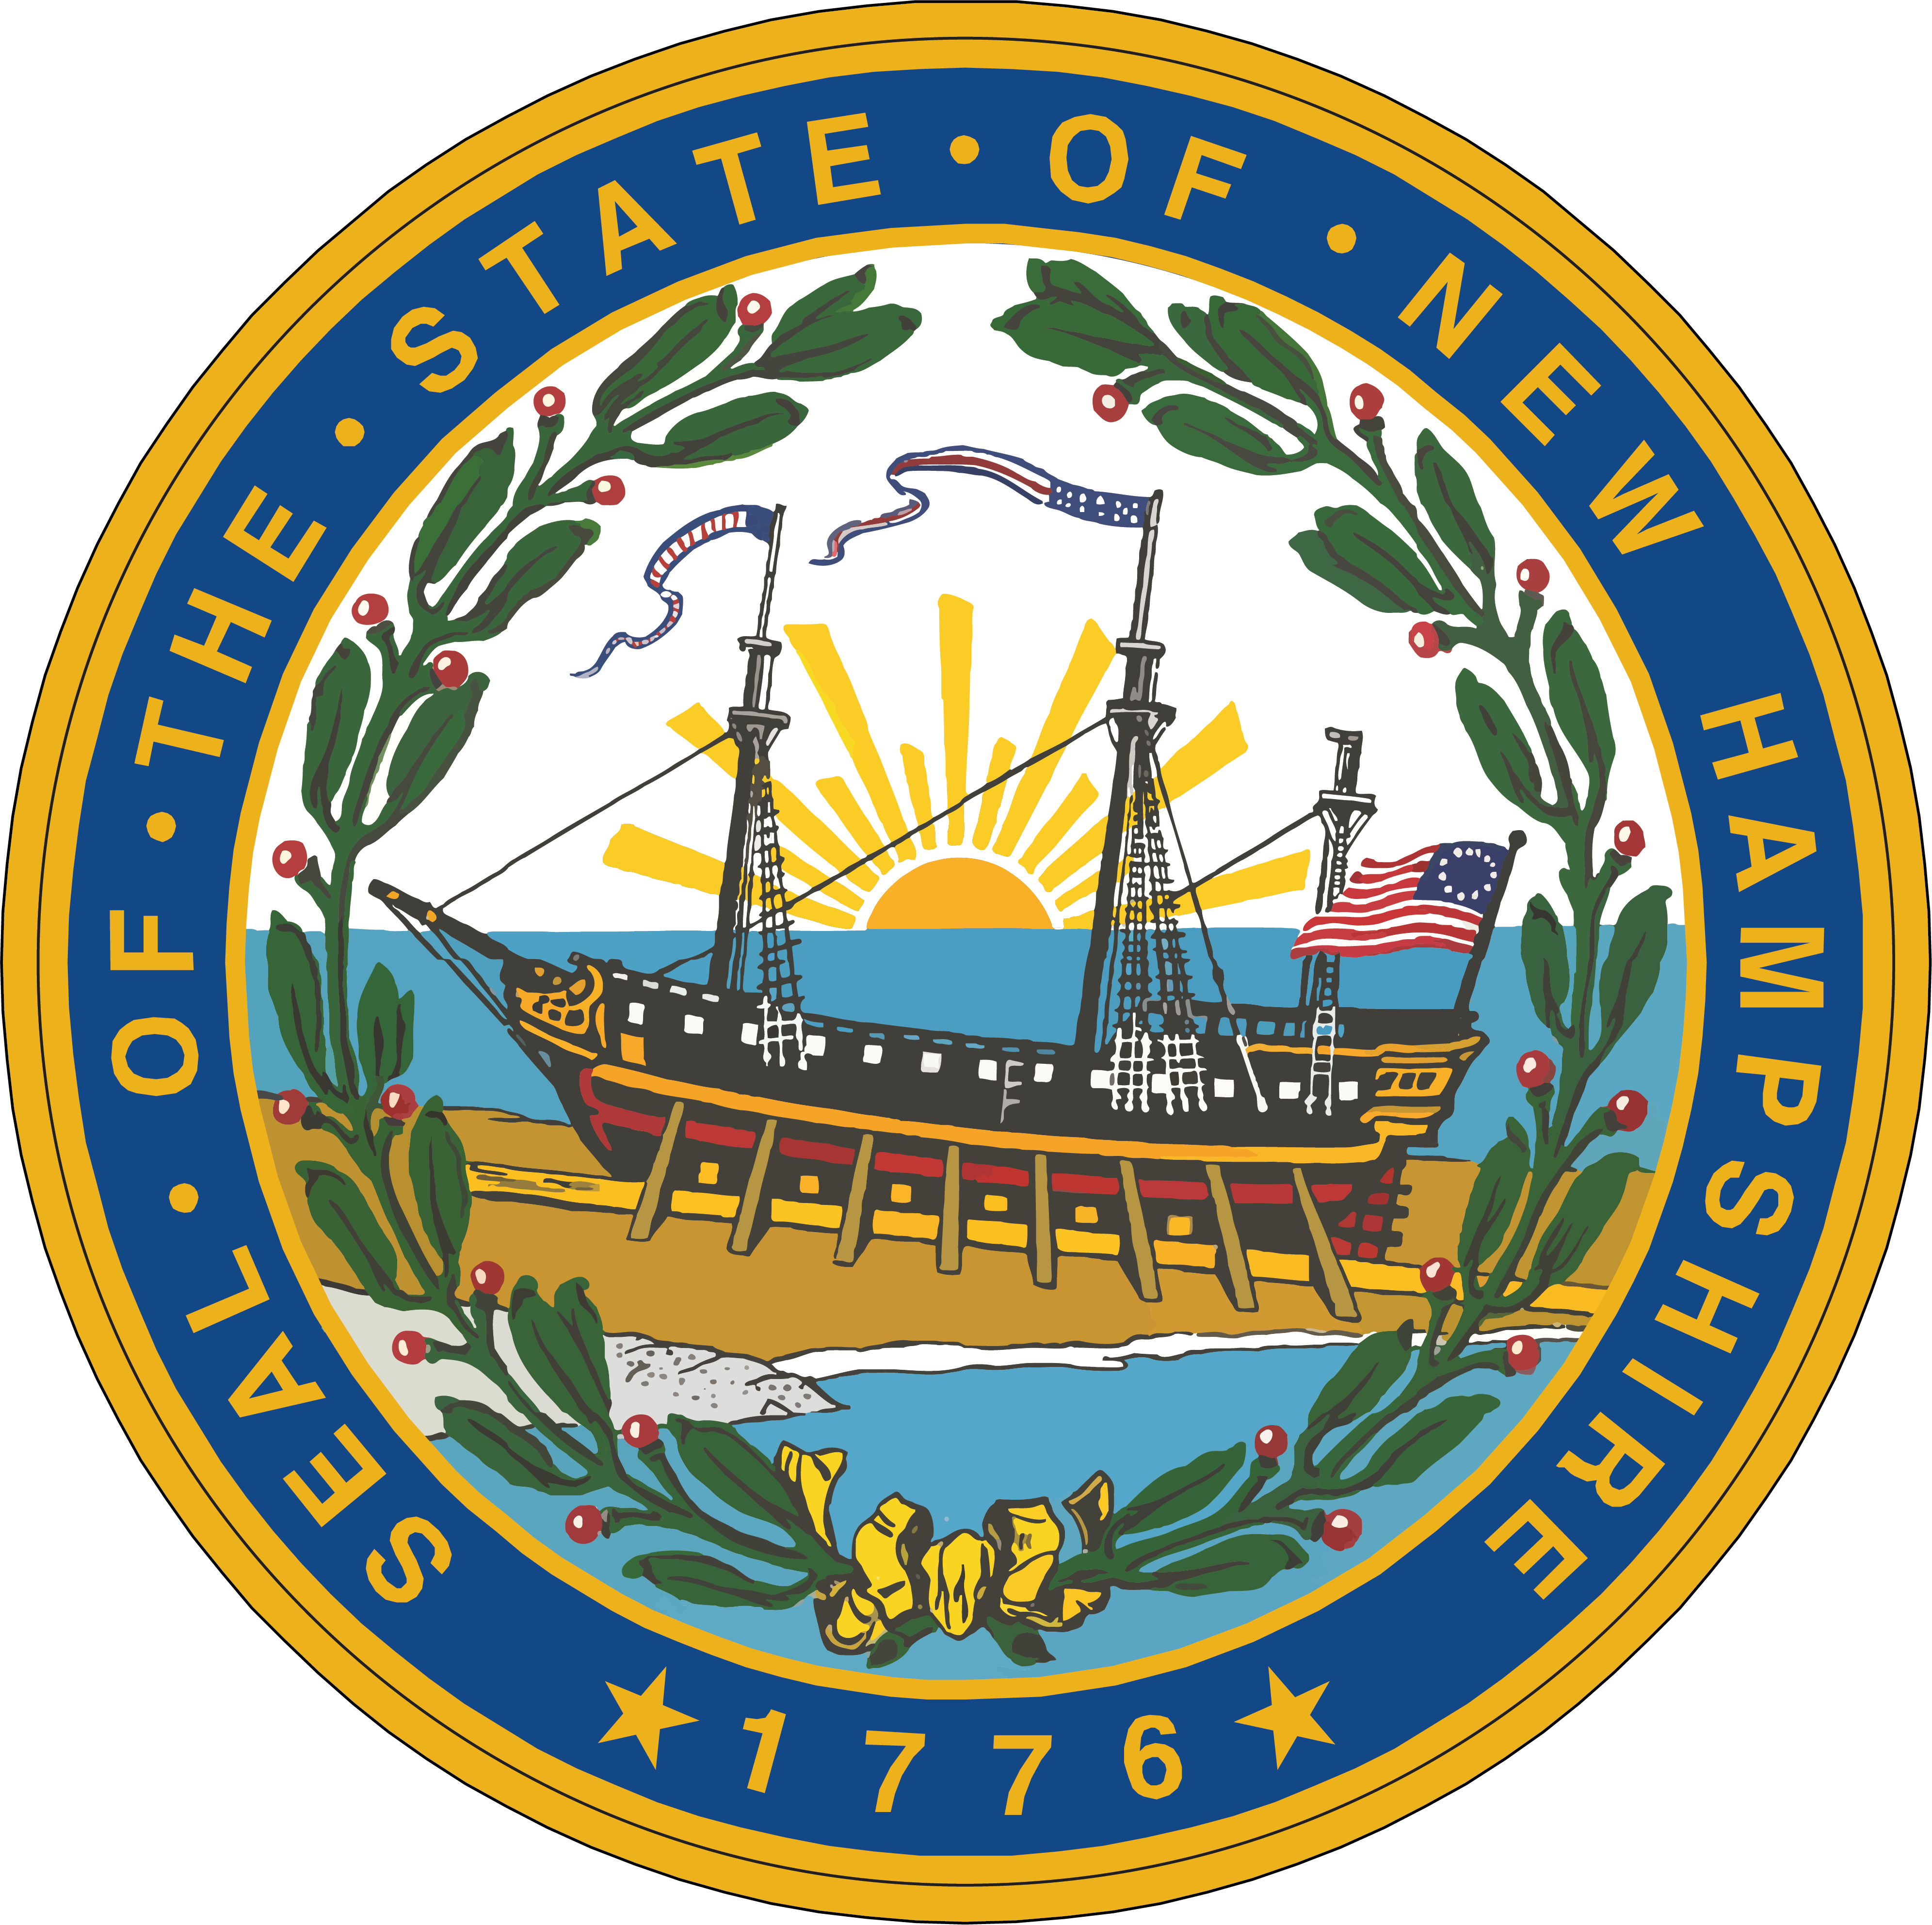 SEAL • OF • THE • STATE • OF • NEW HAMPSHIRE
★ 1776 ★